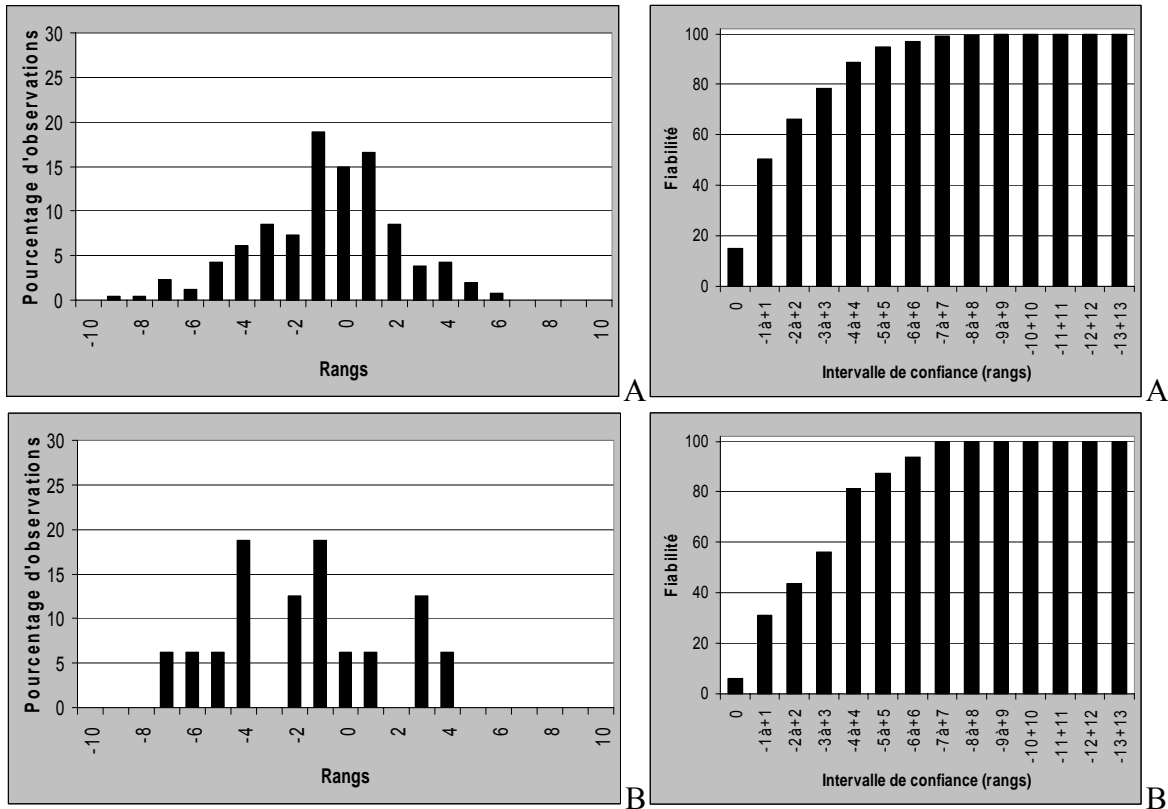 Pourcentage d'observations
30
25
20
15
10
5
0
-10
-8
-6
-4
-2
0
2
4
6
8
10
Rangs
A
Fiabilité
100
80
60
40
20
0
0
-1à+1
-2à+2
-3à+3
-4à+4
-5à+5
-6à+6
-7à+7
-8à+8
-9à+9
-10+10
-11+11
-12+12
-13+13
Intervalle de confiance (rangs)
A
Pourcentage d'observations
30
25
20
15
10
5
0
-10
-8
-6
-4
-2
0
2
4
6
8
10
Rangs
B
Fiabilité
100
80
60
40
20
0
0
-1à+1
-2à+2
-3à+3
-4à+4
-5à+5
-6à+6
-7à+7
-8à+8
-9à+9
-10+10
-11+11
-12+12
-13+13
Intervalle de confiance (rangs)
B